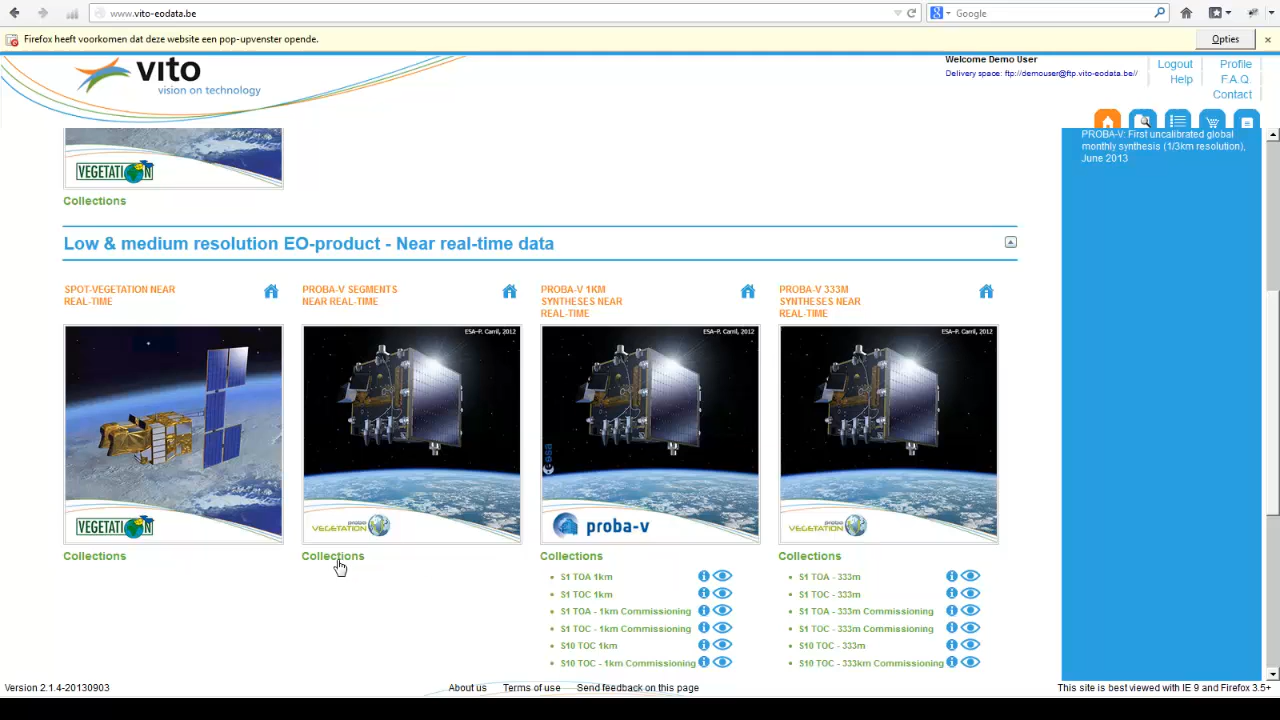 www.vito-eodata.be
Google
Firefox heeft voorkomen dat deze website een pop-upvenster opende.
Opties
vito
vision on technology
Welcome Demo User
Delivery space: ftp://demouser@ftp.vito-eodata.be//
Logout
Profile
Help
F.A.Q.
Contact
VEGETATION
Collections
PROBA-V: First uncalibrated global
monthly synthesis (1/3km resolution),
June 2013
Low & medium resolution EO-product - Near real-time data
SPOT-VEGETATION NEAR
REAL-TIME
VEGETATION
Collections
PROBA-V SEGMENTS
NEAR REAL-TIME
ESA-P. Carril, 2012
proba
VEGETATION
Collections
PROBA-V 1KM
SYNTHESES NEAR
REAL-TIME
ESA-P. Carril, 2012
esa
proba-v
Collections
S1 TOA 1km
S1 TOC 1km
S1 TOA - 1km Commissioning
S1 TOC - 1km Commissioning
S10 TOC 1km
S10 TOC - 1km Commissioning
PROBA-V 333M
SYNTHESES NEAR
REAL-TIME
ESA-P. Carril, 2012
proba
VEGETATION
Collections
S1 TOA - 333m
S1 TOC - 333m
S1 TOA - 333m Commissioning
S1 TOC - 333m Commissioning
S10 TOC - 333m
S10 TOC - 333km Commissioning
Version 2.1.4-20130903
About us
Terms of use
Send feedback on this page
This site is best viewed with IE 9 and Firefox 3.5+